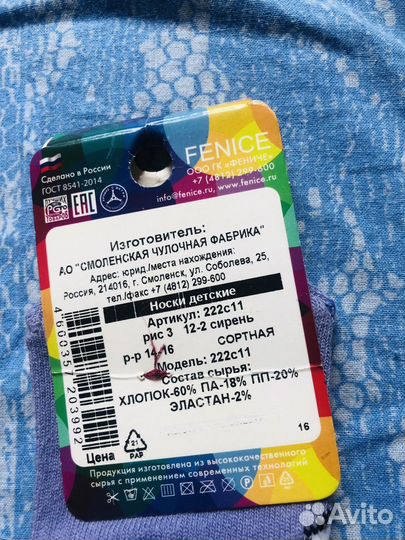 FENICE
Сделано в России
ООО ГК «ФЕНИЧЕ»
ГОСТ 8541-2014
+7 (4812) 299-600
info@fenice.ru, www.fenice.ru
EAC
Изготовитель:
АО "СМОЛЕНСКАЯ ЧУЛОЧНАЯ ФАБРИКА"
Адрес: юрид./места нахождения:
Россия, 214016, г. Смоленск, ул. Соболева, 25,
тел./факс +7 (4812) 299-600
Носки детские
Артикул: 222с11
рис 3 12-2 сирень
р-р 14-16 СОРТНАЯ
Модель: 222с11
Состав сырья:
ХЛОПОК-60% ПА-18% ПП-20%
ЭЛАСТАН-2%
4600357203992
16
Цена
21
PAP
Продукция изготовлена из высококачественного
сырья с применением современных технологий
Avito